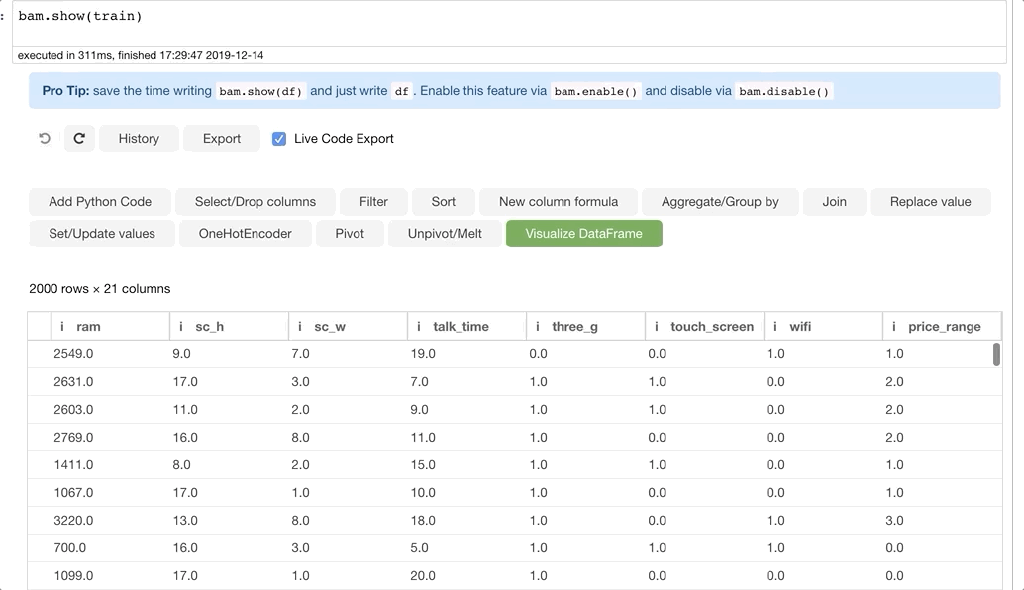 : bam.show(train)
executed in 311ms, finished 17:29:47 2019-12-14
Pro Tip: save the time writing bam.show(df) and just write df. Enable this feature via bam.enable() and disable via bam.disable()
History Export Live Code Export
Add Python Code Select/Drop columns Filter Sort New column formula Aggregate/Group by Join Replace value
Set/Update values OneHotEncoder Pivot Unpivot/Melt Visualize DataFrame
2000 rows × 21 columns
i ram i sc_h i sc_w i talk_time i three_g i touch_screen i wifi i price_range
2549.0 9.0 7.0 19.0 0.0 0.0 1.0 1.0
2631.0 17.0 3.0 7.0 1.0 1.0 0.0 2.0
2603.0 11.0 2.0 9.0 1.0 1.0 0.0 2.0
2769.0 16.0 8.0 11.0 1.0 0.0 0.0 2.0
1411.0 8.0 2.0 15.0 1.0 1.0 0.0 1.0
1067.0 17.0 1.0 10.0 1.0 0.0 0.0 1.0
3220.0 13.0 8.0 18.0 1.0 0.0 1.0 3.0
700.0 16.0 3.0 5.0 1.0 1.0 1.0 0.0
1099.0 17.0 1.0 20.0 1.0 0.0 0.0 0.0